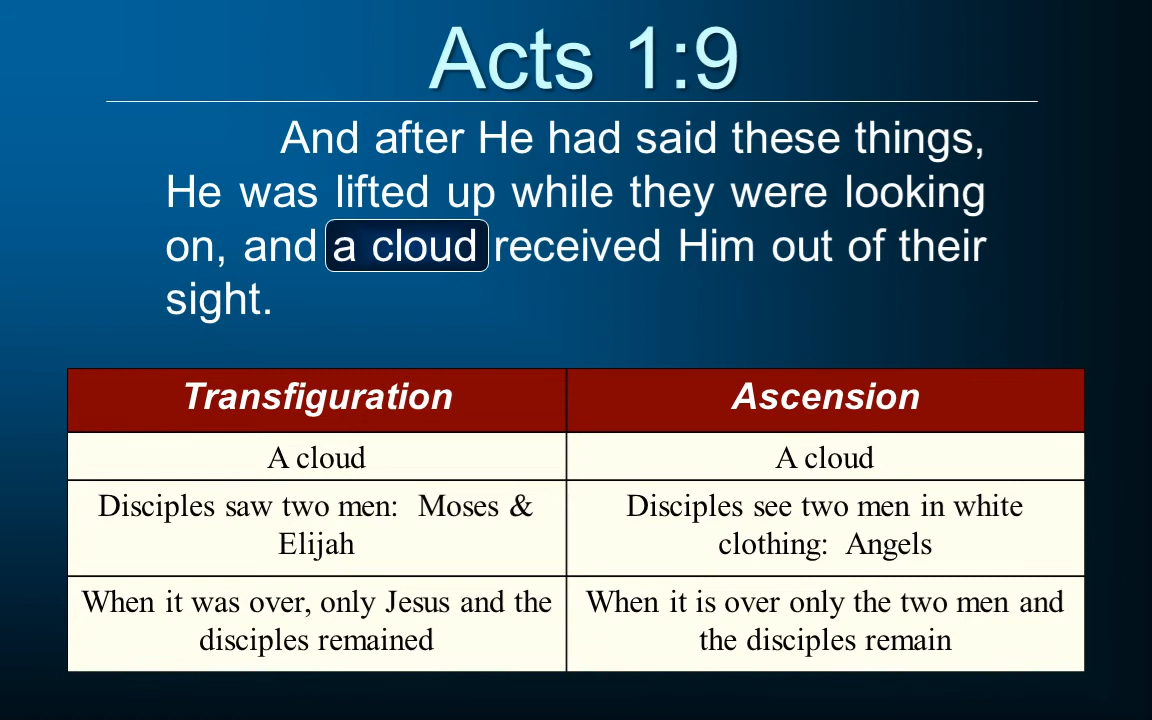 Acts 1:9
And after He had said these things,
He was lifted up while they were looking
on, and a cloud received Him out of their
sight.
Transfiguration Ascension
A cloud A cloud
Disciples saw two men: Moses &
Elijah
Disciples see two men in white
clothing: Angels
When it was over, only Jesus and the
disciples remained
When it is over only the two men and
the disciples remain